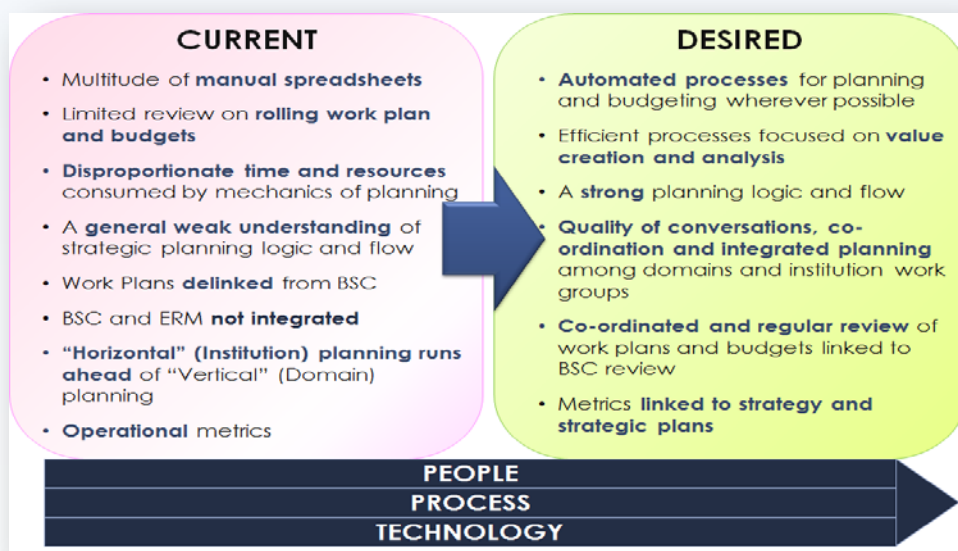 CURRENT
• Multitude of manual spreadsheets
• Limited review on rolling work plan
and budgets
• Disproportionate time and resources
consumed by mechanics of planning
• A general weak understanding of
strategic planning logic and flow
• Work Plans delinked from BSC
• BSC and ERM not integrated
• “Horizontal” (Institution) planning runs
ahead of “Vertical” (Domain)
planning
• Operational metrics
DESIRED
• Automated processes for planning
and budgeting wherever possible
• Efficient processes focused on value
creation and analysis
• A strong planning logic and flow
• Quality of conversations, co-
ordination and integrated planning
among domains and institution work
groups
• Co-ordinated and regular review of
work plans and budgets linked to
BSC review
• Metrics linked to strategy and
strategic plans
PEOPLE
PROCESS
TECHNOLOGY